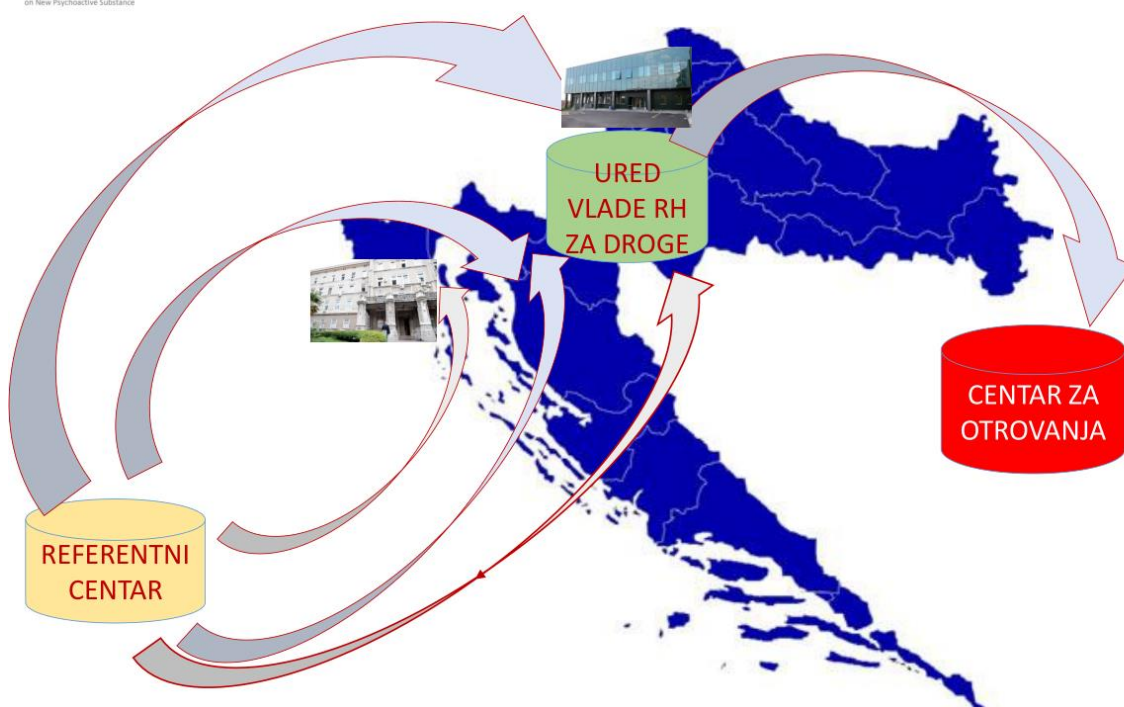 on New Psychoactive Substance
URED
VLADE RH
ZA DROGE
CENTAR ZA
OTROVANJA
REFERENTNI
CENTAR